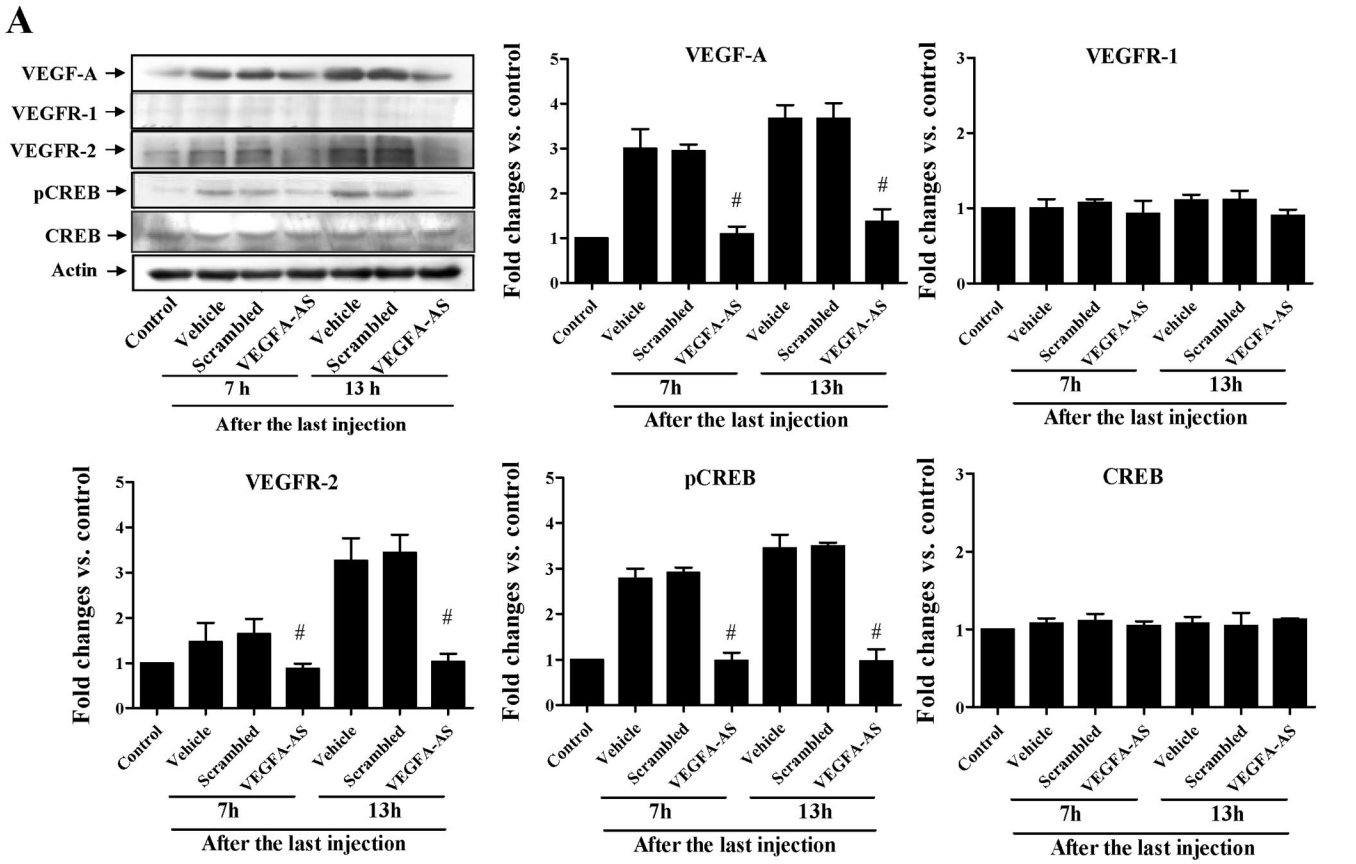 A
VEGF-A
VEGFR-1
VEGFR-2
pCREB
CREB
Actin
Control
Vehicle
Scrambled
VEGFA-AS
Vehicle
Scrambled
VEGFA-AS
7 h
13 h
After the last injection
VEGF-A
Fold changes vs. control
5
4
3
2
1
0
#
#
Control
Vehicle
Scrambled
VEGFA-AS
Vehicle
Scrambled
VEGFA-AS
7h
13h
After the last injection
VEGFR-1
Fold changes vs. control
3
2
1
0
Control
Vehicle
Scrambled
VEGFA-AS
Vehicle
Scrambled
VEGFA-AS
7h
13h
After the last injection
VEGFR-2
Fold changes vs. control
5
4
3
2
1
0
#
#
Control
Vehicle
Scrambled
VEGFA-AS
Vehicle
Scrambled
VEGFA-AS
7h
13h
After the last injection
pCREB
Fold changes vs. control
5
4
3
2
1
0
#
#
Control
Vehicle
Scrambled
VEGFA-AS
Vehicle
Scrambled
VEGFA-AS
7h
13h
After the last injection
CREB
Fold changes vs. control
3
2
1
0
Control
Vehicle
Scrambled
VEGFA-AS
Vehicle
Scrambled
VEGFA-AS
7h
13h
After the last injection